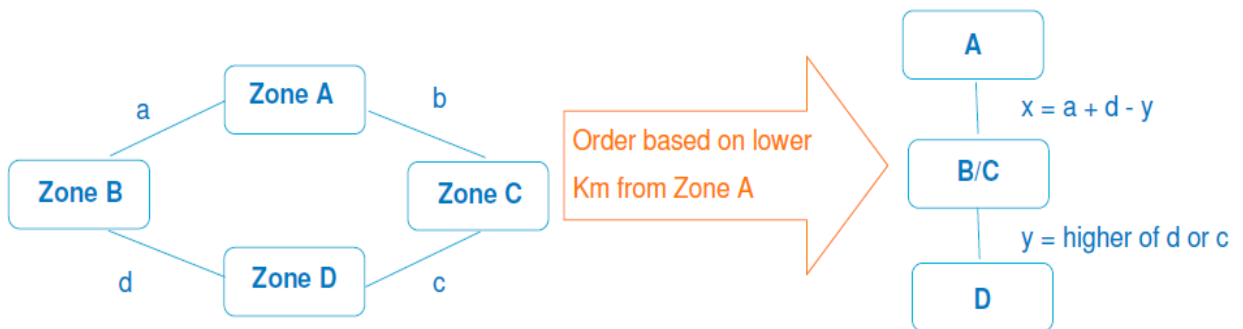 Zone A
a
b
Zone B
Zone C
d
Zone D
c
Order based on lower
Km from Zone A
A
x = a + d - y
B/C
y = higher of d or c
D